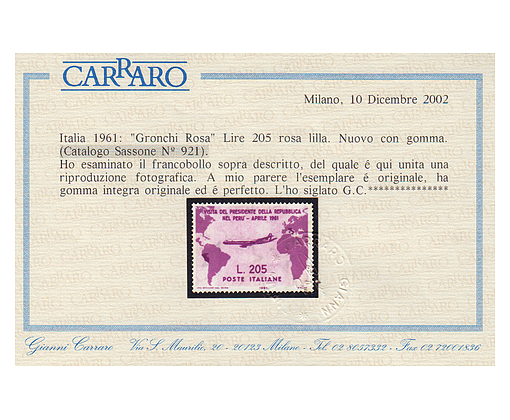 CARRARO
Milano, 10 Dicembre 2002
Italia 1961: "Gronchi Rosa" Lire 205 rosa lilla. Nuovo con gomma.
(Catalogo Sassone Nº 921).
Ho esaminato il francobollo sopra descritto, del quale é qui unita una
riproduzione fotografica. A mio parere l'esemplare é originale, ha
gomma integra originale ed é perfetto. L'ho siglato G.C.***************
VISITA DEL PRESIDENTE DELLA REPUBBLICA
NEL PERU' - APRILE 1961
L. 205
POSTE ITALIANE
Gianni Carraro Via S. Maurilio, 20 - 20123 Milano - Tel. 02 8057332 - Fax 02 72001836